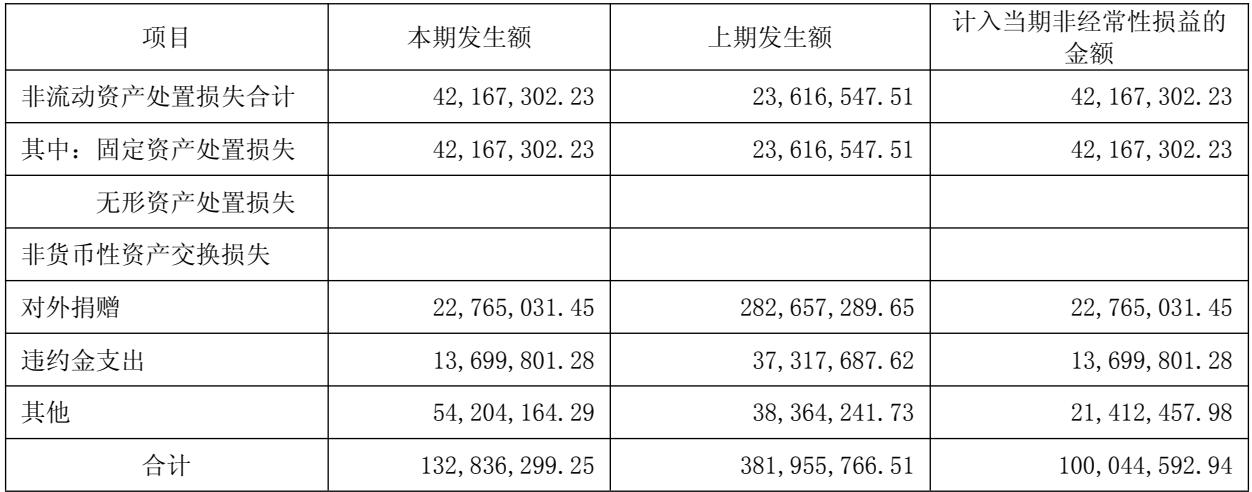 项目 本期发生额 上期发生额 计入当期非经常性损益的
金额
非流动资产处置损失合计 42,167,302.23 23,616,547.51 42,167,302.23
其中：固定资产处置损失 42,167,302.23 23,616,547.51 42,167,302.23
无形资产处置损失
非货币性资产交换损失
对外捐赠 22,765,031.45 282,657,289.65 22,765,031.45
违约金支出 13,699,801.28 37,317,687.62 13,699,801.28
其他 54,204,164.29 38,364,241.73 21,412,457.98
合计 132,836,299.25 381,955,766.51 100,044,592.94